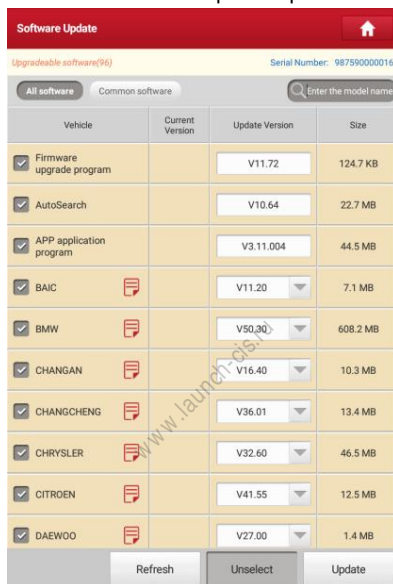 Software Update
Upgradeable software(96)
Serial Number: 987590000016
All software
Common software
Enter the model name
Vehicle
Current
Version
Update Version
Size
Firmware
upgrade program
V11.72
124.7 KB
AutoSearch
V10.64
22.7 MB
APP application
program
V3.11.004
44.5 MB
BAIC
V11.20
7.1 MB
BMW
V50.30
608.2 MB
CHANGAN
V16.40
10.3 MB
CHANGCHENG
V36.01
13.4 MB
CHRYSLER
V32.60
46.5 MB
CITROEN
V41.55
12.5 MB
DAEWOO
V27.00
1.4 MB
Refresh
Unselect
Update
www.launch-cis.ru